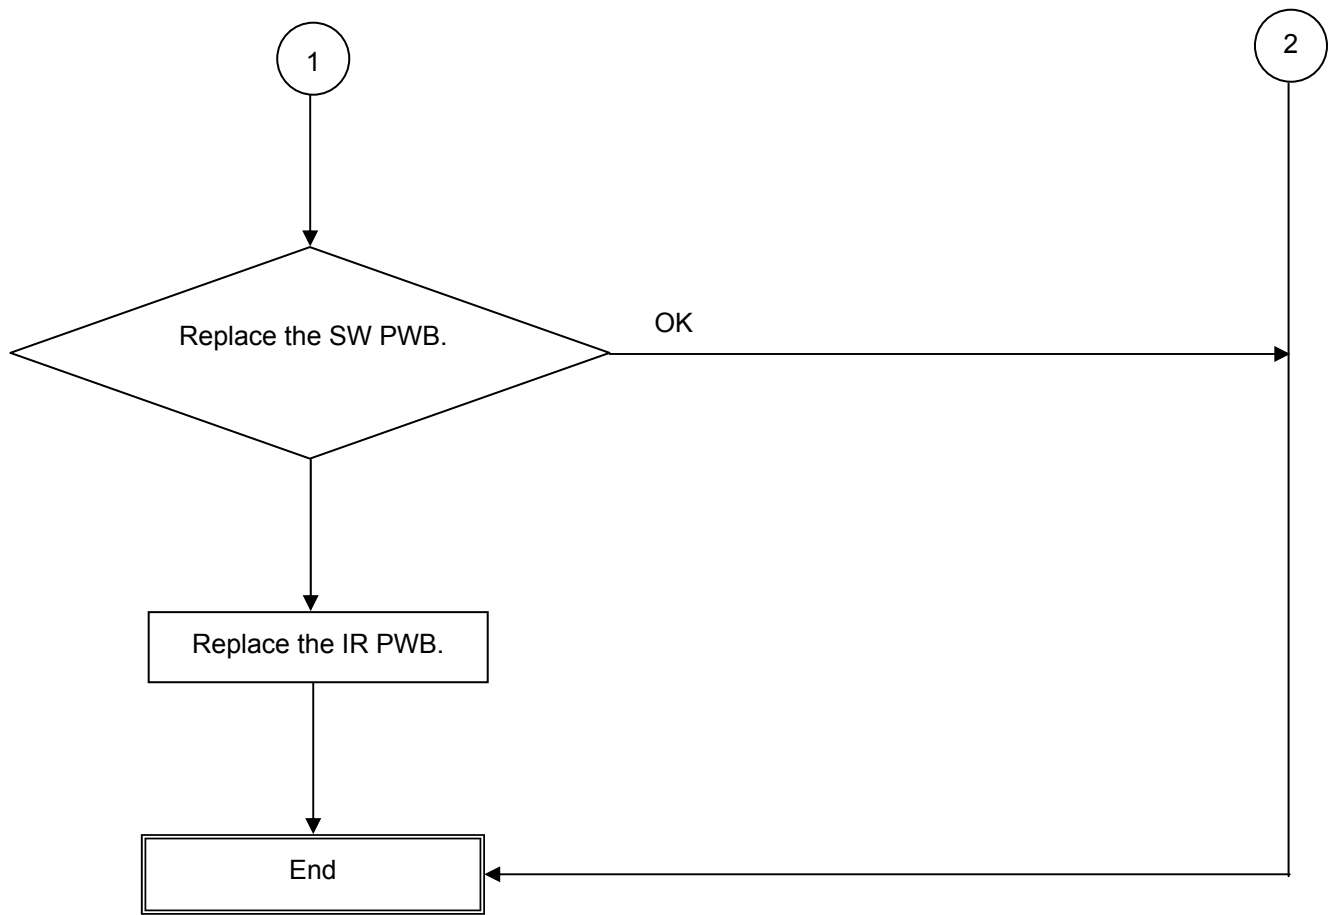 1
2
Replace the SW PWB.
OK
Replace the IR PWB.
End